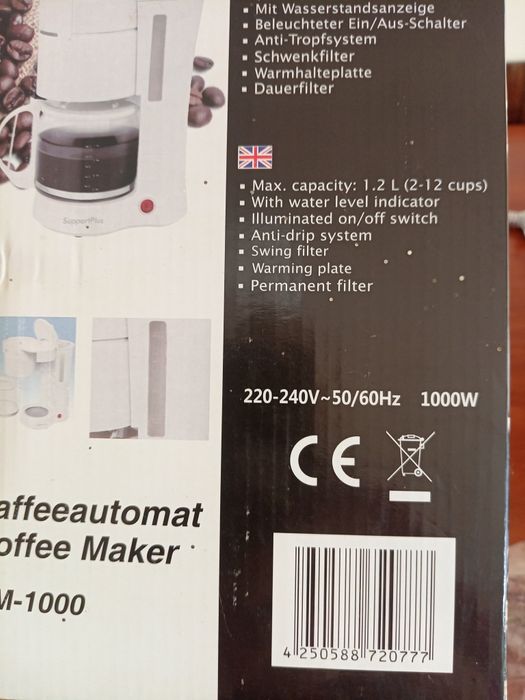 ▪ Mit Wasserstandsanzeige
▪ Beleuchteter Ein/Aus-Schalter
▪ Anti-Tropfsystem
▪ Schwenkfilter
▪ Warmhalteplatte
▪ Dauerfilter
SupportPlus
▪ Max. capacity: 1.2 L (2-12 cups)
▪ With water level indicator
▪ Illuminated on/off switch
▪ Anti-drip system
▪ Swing filter
▪ Warming plate
▪ Permanent filter
220-240V~50/60Hz 1000W
CE
affeeautomat
offee Maker
M-1000
4 250588 720777